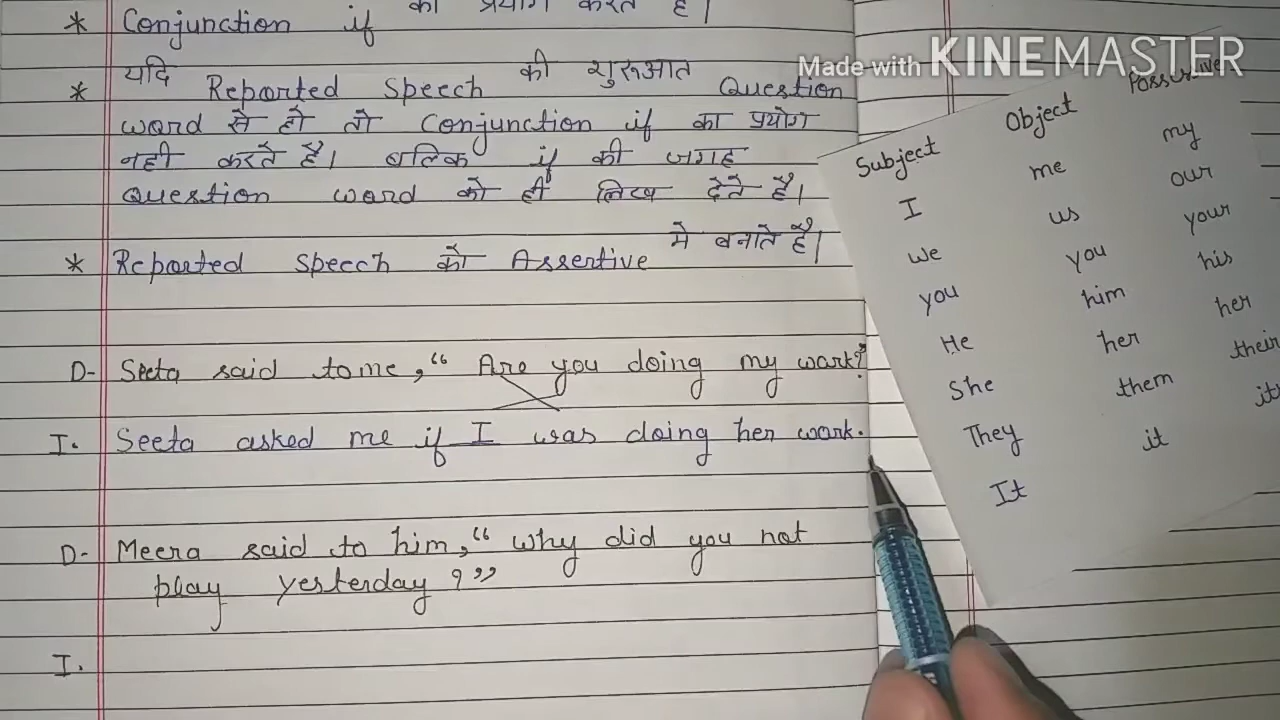 का प्रयोग करते है।
* Conjunction if
Made with KINEMASTER
* यदि Reported Speech की शुरूआत Question
word से हो तो Conjunction if का प्रयोग
नही करते है। बल्कि if की जगह
Question word को ही लिख देते है।
* Reported Speech को Assertive मे बनाते है।
D- Seeta said to me, “ Are you doing my work?
I. Seeta asked me if I was doing her work.
D- Meera said to him, “ why did you not
play yesterday ?”
I.
Subject Object
I me my
we us our
you you your
He him his
She her her
They them their
It it